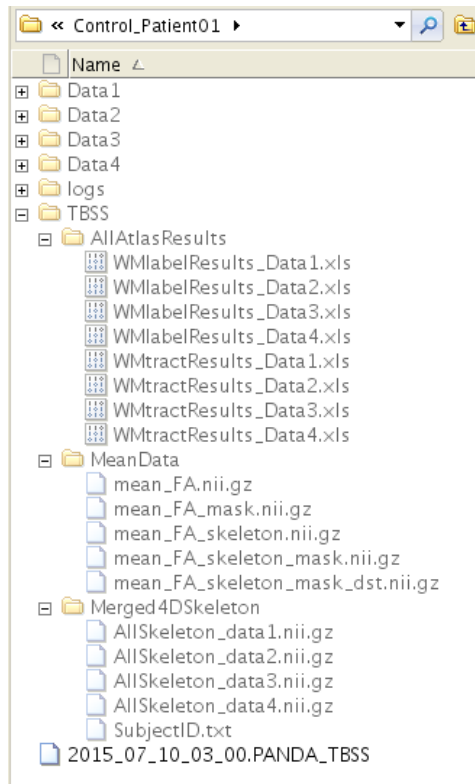 « Control_Patient01
Name
Data1
Data2
Data3
Data4
logs
TBSS
AllAtlasResults
WMlabelResults_Data1.xls
WMlabelResults_Data2.xls
WMlabelResults_Data3.xls
WMlabelResults_Data4.xls
WMtractResults_Data1.xls
WMtractResults_Data2.xls
WMtractResults_Data3.xls
WMtractResults_Data4.xls
MeanData
mean_FA.nii.gz
mean_FA_mask.nii.gz
mean_FA_skeleton.nii.gz
mean_FA_skeleton_mask.nii.gz
mean_FA_skeleton_mask_dst.nii.gz
Merged4DSkeleton
AllSkeleton_data1.nii.gz
AllSkeleton_data2.nii.gz
AllSkeleton_data3.nii.gz
AllSkeleton_data4.nii.gz
SubjectID.txt
2015_07_10_03_00.PANDA_TBSS